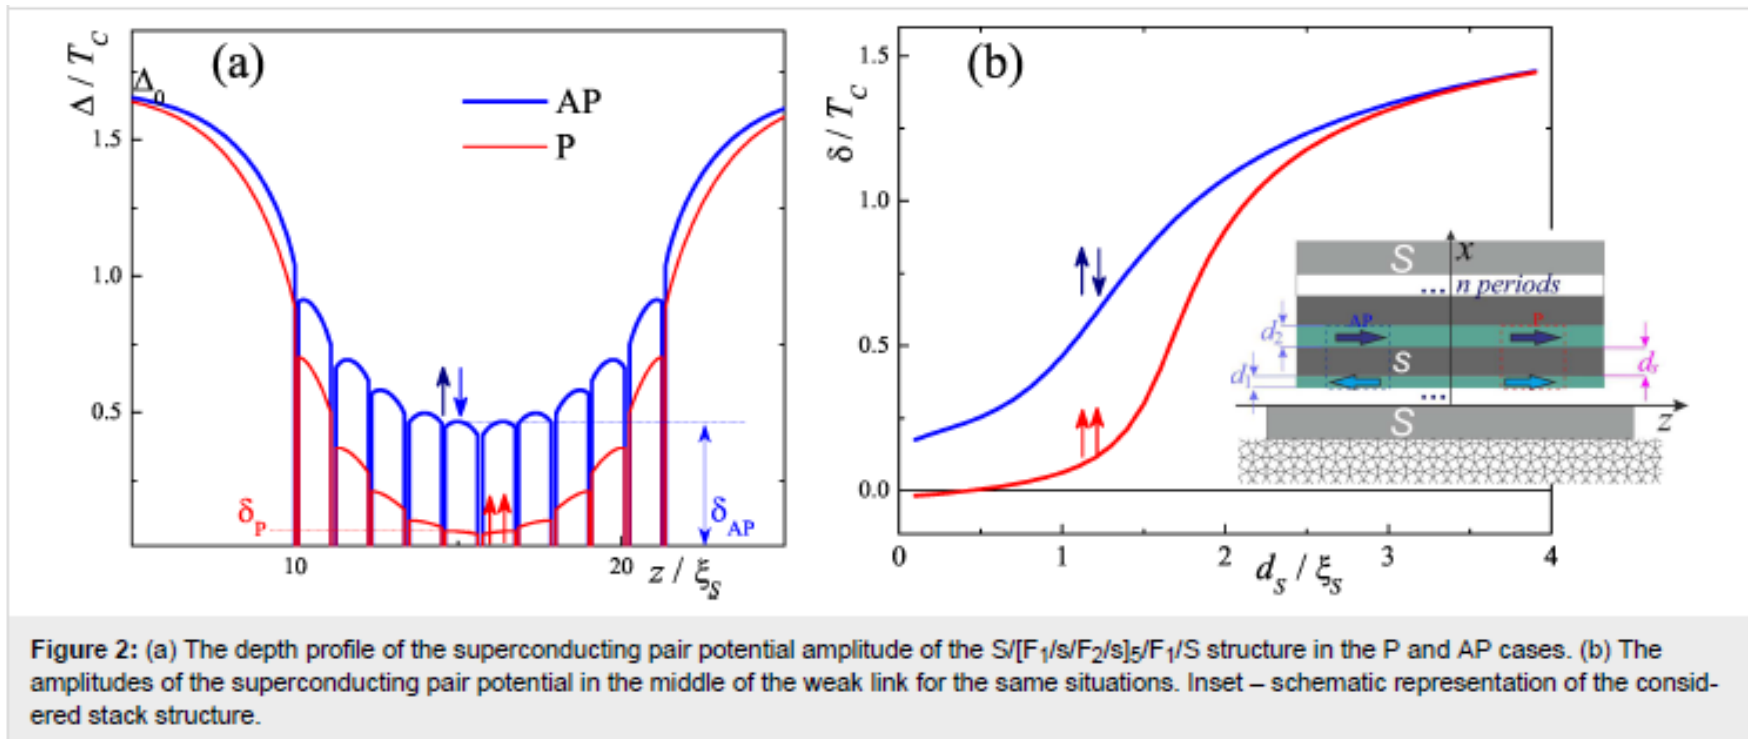 (a)
Δ / T_C
Δ₀
1.5
1.0
0.5
AP
P
δ_P
δ_AP
10
20
z / ξ_S
(b)
δ / T_C
1.5
1.0
0.5
0.0
0
1
2
3
4
d_s / ξ_s
S
x
... n periods
AP
P
d₂
S
d_s
d₁
...
z
S
Figure 2: (a) The depth profile of the superconducting pair potential amplitude of the S/[F₁/s/F₂/s]₅/F₁/S structure in the P and AP cases. (b) The
amplitudes of the superconducting pair potential in the middle of the weak link for the same situations. Inset – schematic representation of the consid-
ered stack structure.